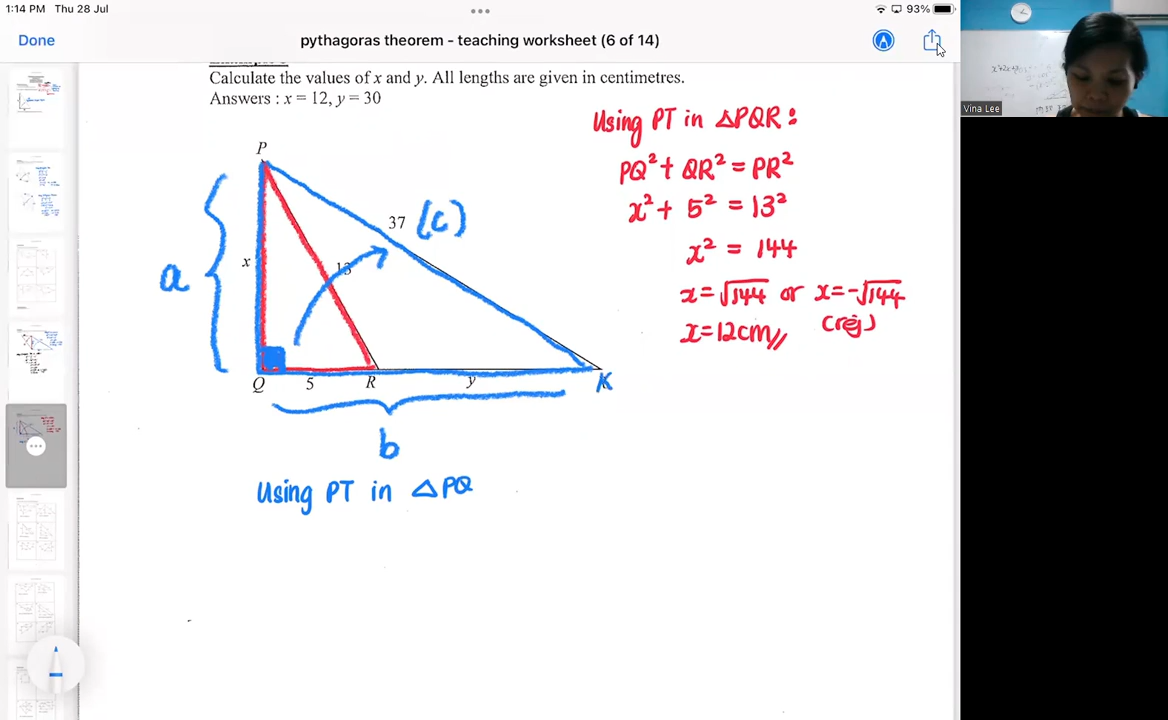 1:14 PM Thu 28 Jul
93%
Done
pythagoras theorem - teaching worksheet (6 of 14)
Calculate the values of x and y. All lengths are given in centimetres.
Answers : x = 12, y = 30
P
37 (c)
x
13
a
Q
5
R
y
K
b
Using PT in △PQ
Using PT in △PQR:
PQ² + QR² = PR²
x² + 5² = 13²
x² = 144
x = √144 or x = -√144
x = 12cm // (rej)
Vina Lee